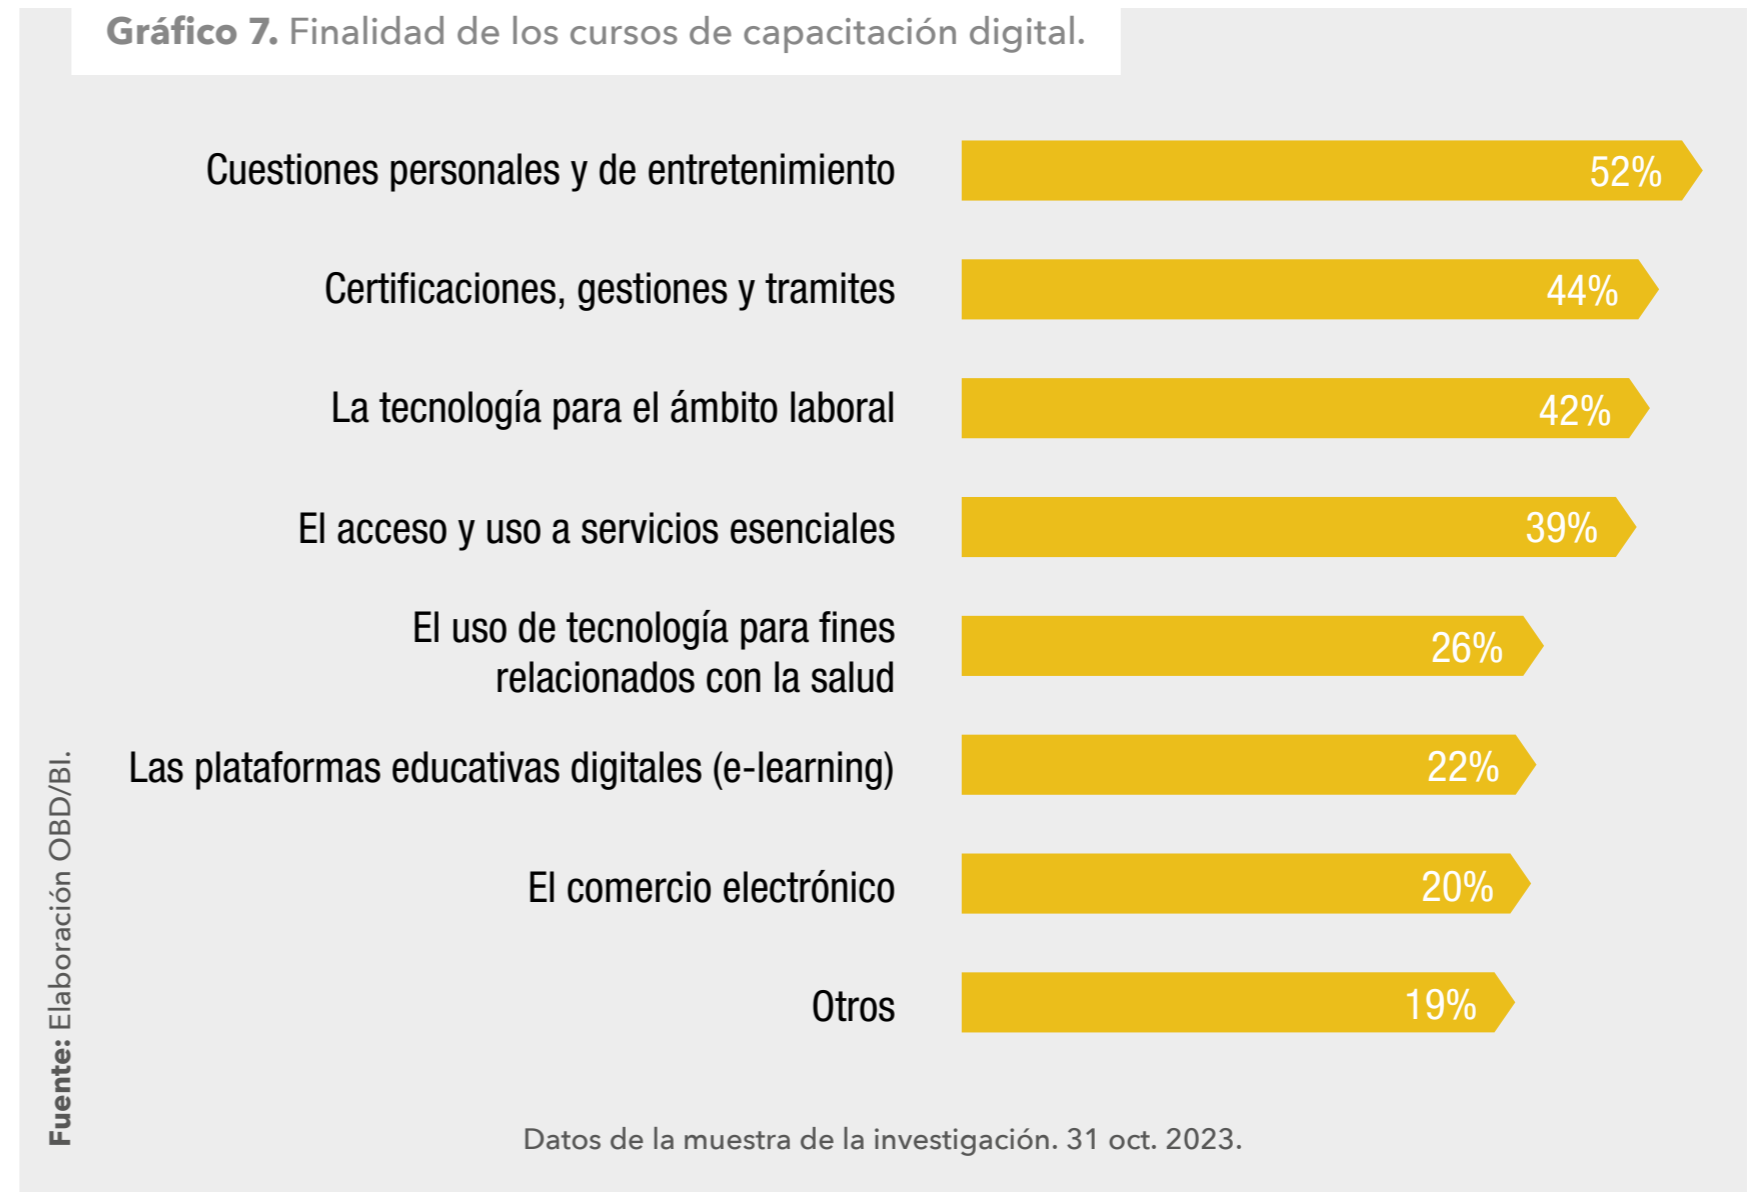 Gráfico 7. Finalidad de los cursos de capacitación digital.
Cuestiones personales y de entretenimiento 52%
Certificaciones, gestiones y tramites 44%
La tecnología para el ámbito laboral 42%
El acceso y uso a servicios esenciales 39%
El uso de tecnología para fines
relacionados con la salud 26%
Las plataformas educativas digitales (e-learning) 22%
El comercio electrónico 20%
Otros 19%
Fuente: Elaboración OBD/BI.
Datos de la muestra de la investigación. 31 oct. 2023.